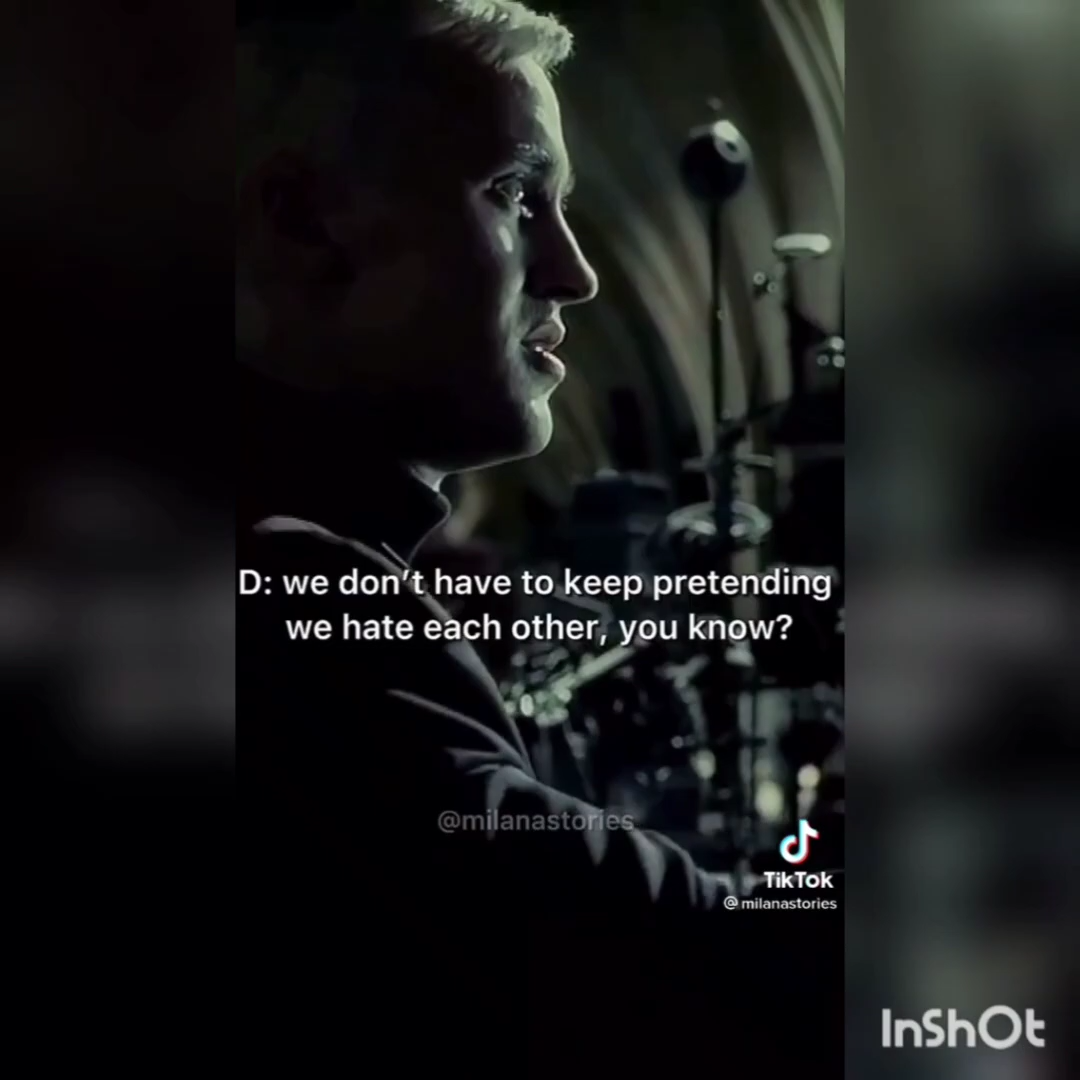 D: we don't have to keep pretending
we hate each other, you know?
@milanastories
TikTok
@milanastories
InShOt